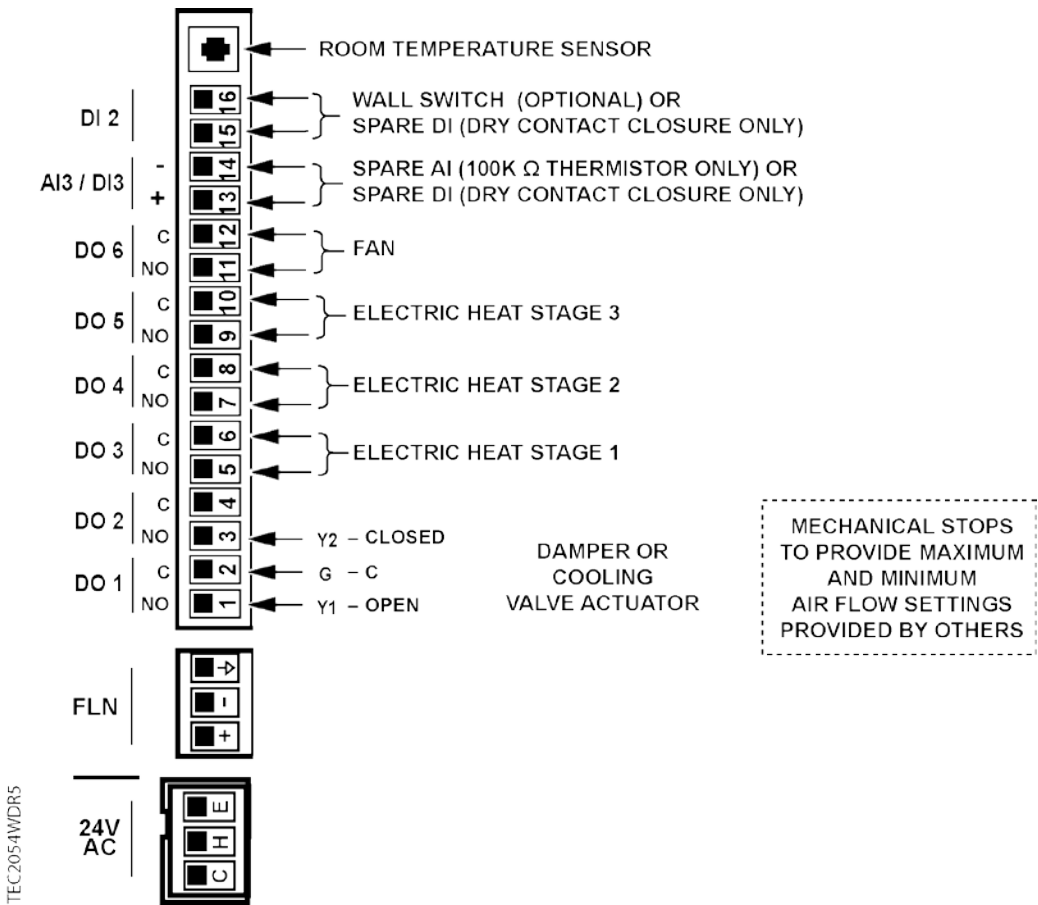 ROOM TEMPERATURE SENSOR
DI 2
16
15
WALL SWITCH (OPTIONAL) OR
SPARE DI (DRY CONTACT CLOSURE ONLY)
AI3 / DI3
-
+
14
13
SPARE AI (100K Ω THERMISTOR ONLY) OR
SPARE DI (DRY CONTACT CLOSURE ONLY)
DO 6
C
NO
12
11
FAN
DO 5
C
NO
10
9
ELECTRIC HEAT STAGE 3
DO 4
C
NO
8
7
ELECTRIC HEAT STAGE 2
DO 3
C
NO
6
5
ELECTRIC HEAT STAGE 1
DO 2
C
NO
4
3
Y2 – CLOSED
DO 1
C
NO
2
1
G – C
Y1 – OPEN
DAMPER OR
COOLING
VALVE ACTUATOR
MECHANICAL STOPS
TO PROVIDE MAXIMUM
AND MINIMUM
AIR FLOW SETTINGS
PROVIDED BY OTHERS
FLN
-
+
24V
AC
E
H
C
TEC2054WDR5